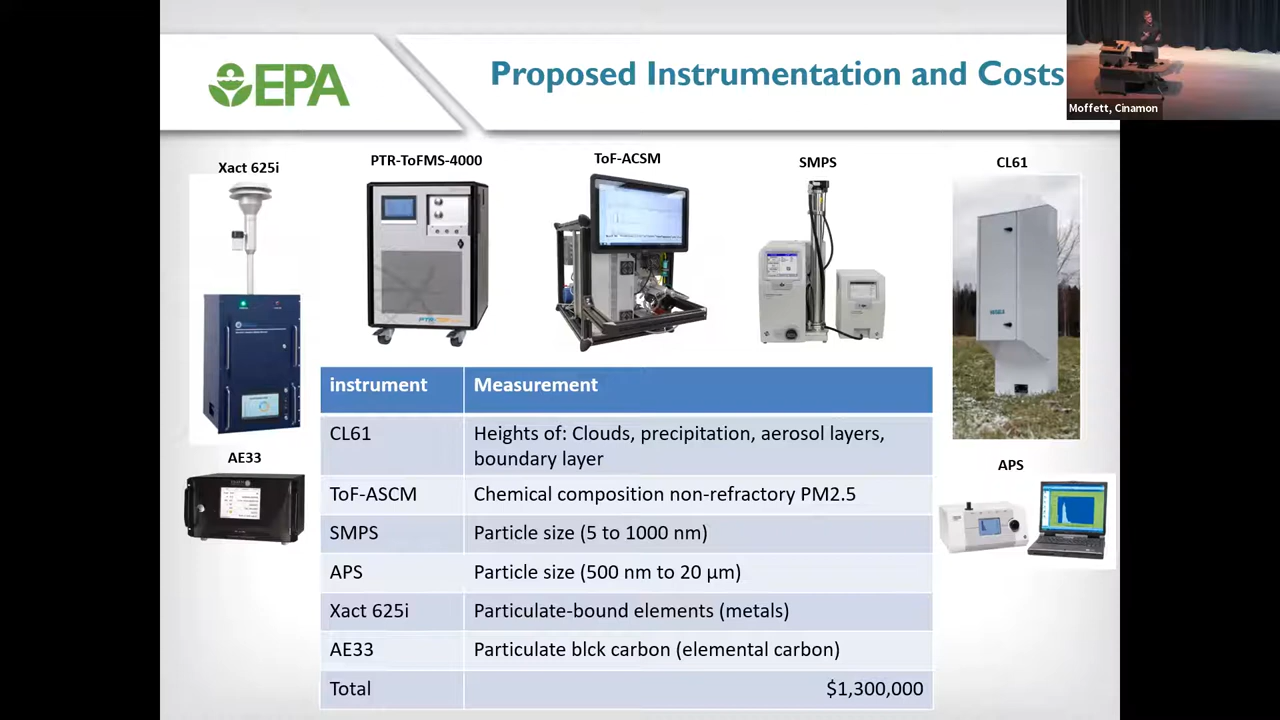 EPA
Proposed Instrumentation and Costs
Moffett, Cinamon
Xact 625i
PTR-ToFMS-4000
ToF-ACSM
SMPS
CL61
AE33
APS
instrument Measurement
CL61 Heights of: Clouds, precipitation, aerosol layers,
boundary layer
ToF-ASCM Chemical composition non-refractory PM2.5
SMPS Particle size (5 to 1000 nm)
APS Particle size (500 nm to 20 µm)
Xact 625i Particulate-bound elements (metals)
AE33 Particulate blck carbon (elemental carbon)
Total $1,300,000